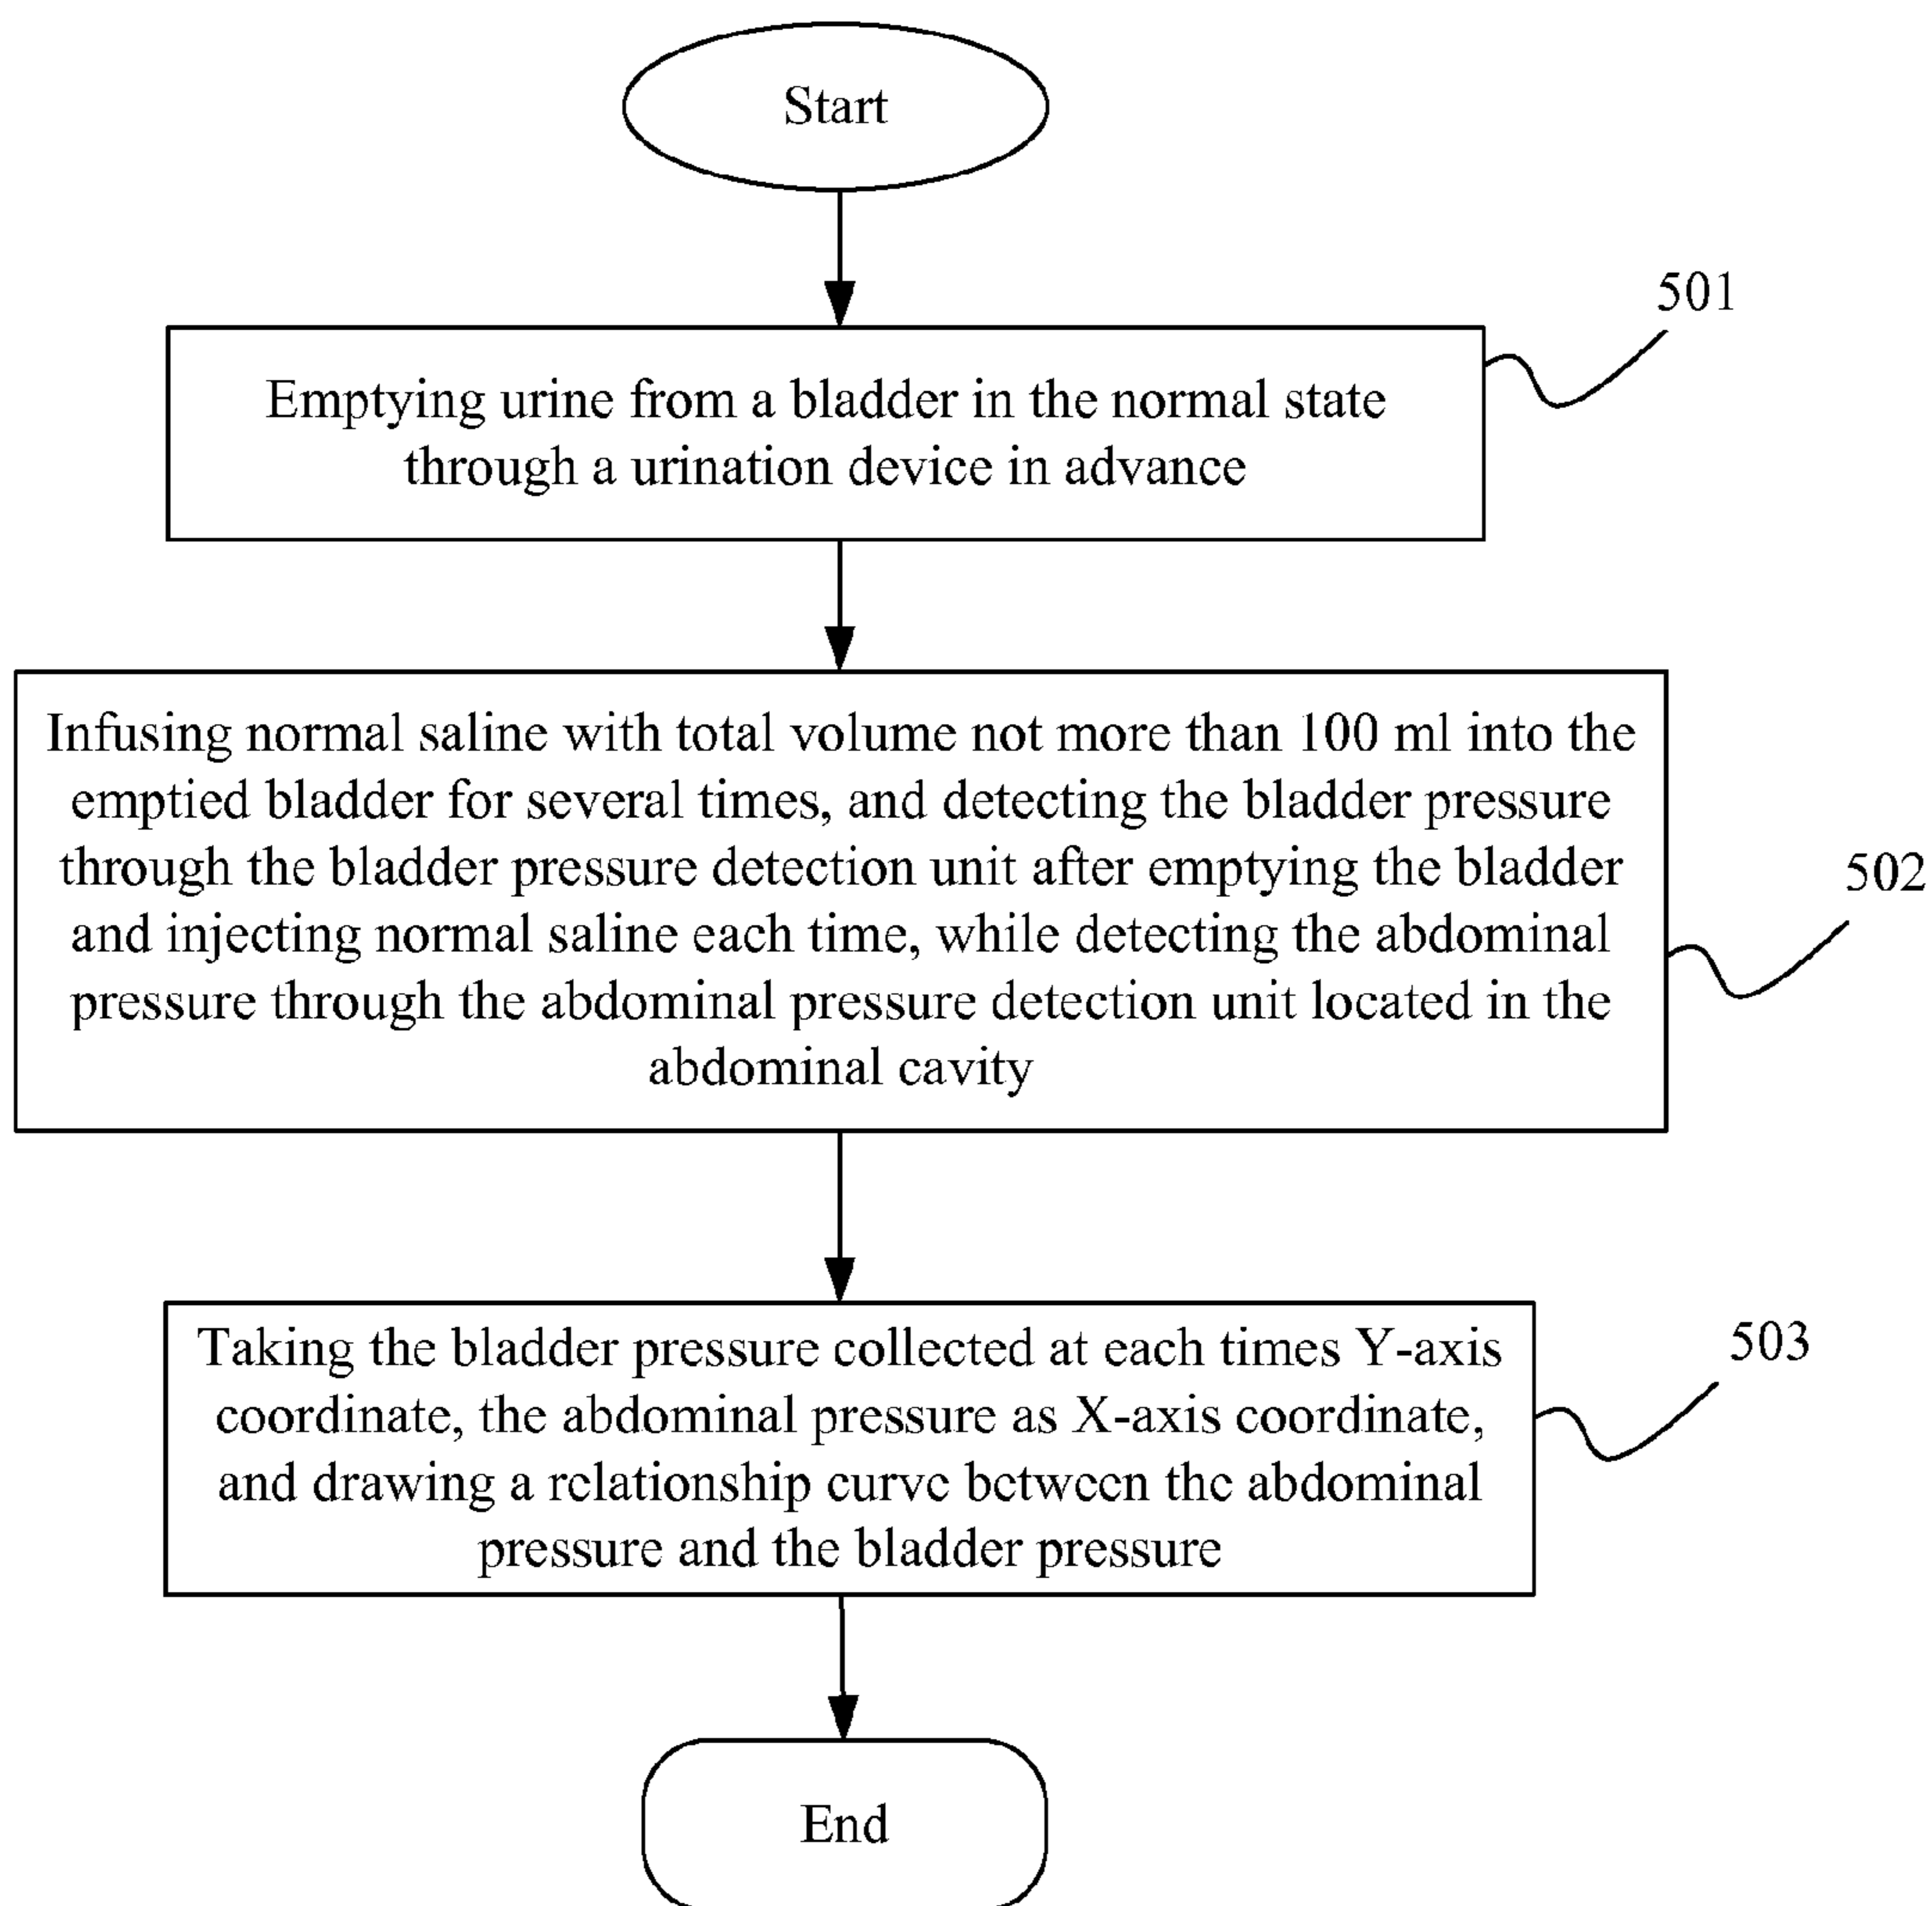 Start
501
Emptying urine from a bladder in the normal state
through a urination device in advance
Infusing normal saline with total volume not more than 100 ml into the
emptied bladder for several times, and detecting the bladder pressure
through the bladder pressure detection unit after emptying the bladder
and injecting normal saline each time, while detecting the abdominal
pressure through the abdominal pressure detection unit located in the
abdominal cavity
502
Taking the bladder pressure collected at each times Y-axis
coordinate, the abdominal pressure as X-axis coordinate,
and drawing a relationship curve between the abdominal
pressure and the bladder pressure
503
End